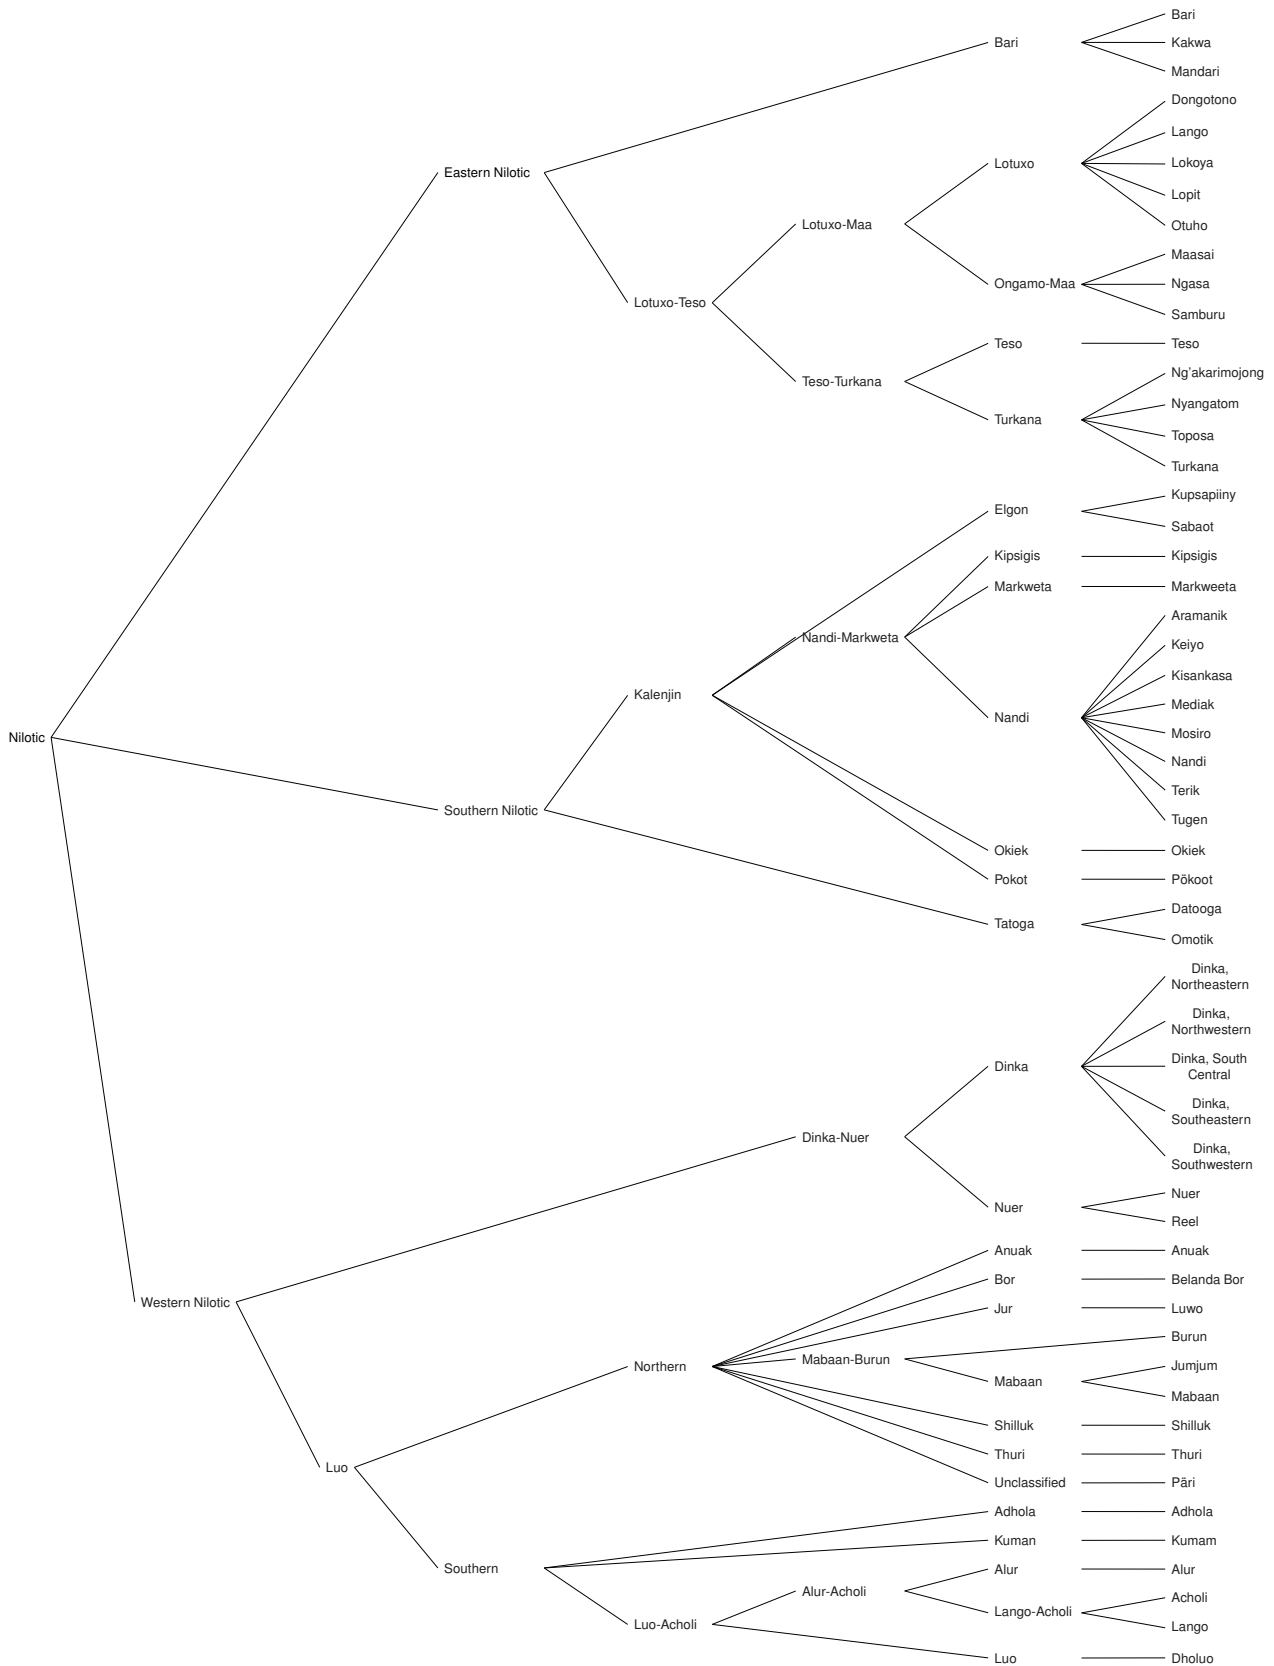 Bari
Bari
Kakwa
Mandari
Dongotono
Lango
Eastern Nilotic
Lotuxo
Lokoya
Lopit
Lotuxo-Maa
Otuho
Maasai
Ongamo-Maa
Ngasa
Lotuxo-Teso
Samburu
Teso
Teso
Teso-Turkana
Ng'akarimojong
Nyangatom
Turkana
Toposa
Turkana
Kupsapiiny
Elgon
Sabaot
Kipsigis
Kipsigis
Markweta
Markweeta
Aramanik
Nandi-Markweta
Keiyo
Kisankasa
Kalenjin
Mediak
Nandi
Mosiro
Nilotic
Nandi
Terik
Southern Nilotic
Tugen
Okiek
Okiek
Pokot
Pökoot
Datooga
Tatoga
Omotik
Dinka,
Northeastern
Dinka,
Northwestern
Dinka
Dinka, South
Central
Dinka,
Southeastern
Dinka-Nuer
Dinka,
Southwestern
Nuer
Nuer
Reel
Anuak
Anuak
Bor
Belanda Bor
Western Nilotic
Jur
Luwo
Burun
Northern
Mabaan-Burun
Jumjum
Mabaan
Mabaan
Shilluk
Shilluk
Thuri
Thuri
Luo
Unclassified
Päri
Adhola
Adhola
Kuman
Kumam
Southern
Alur
Alur
Alur-Acholi
Acholi
Lango-Acholi
Luo-Acholi
Lango
Luo
Dholuo